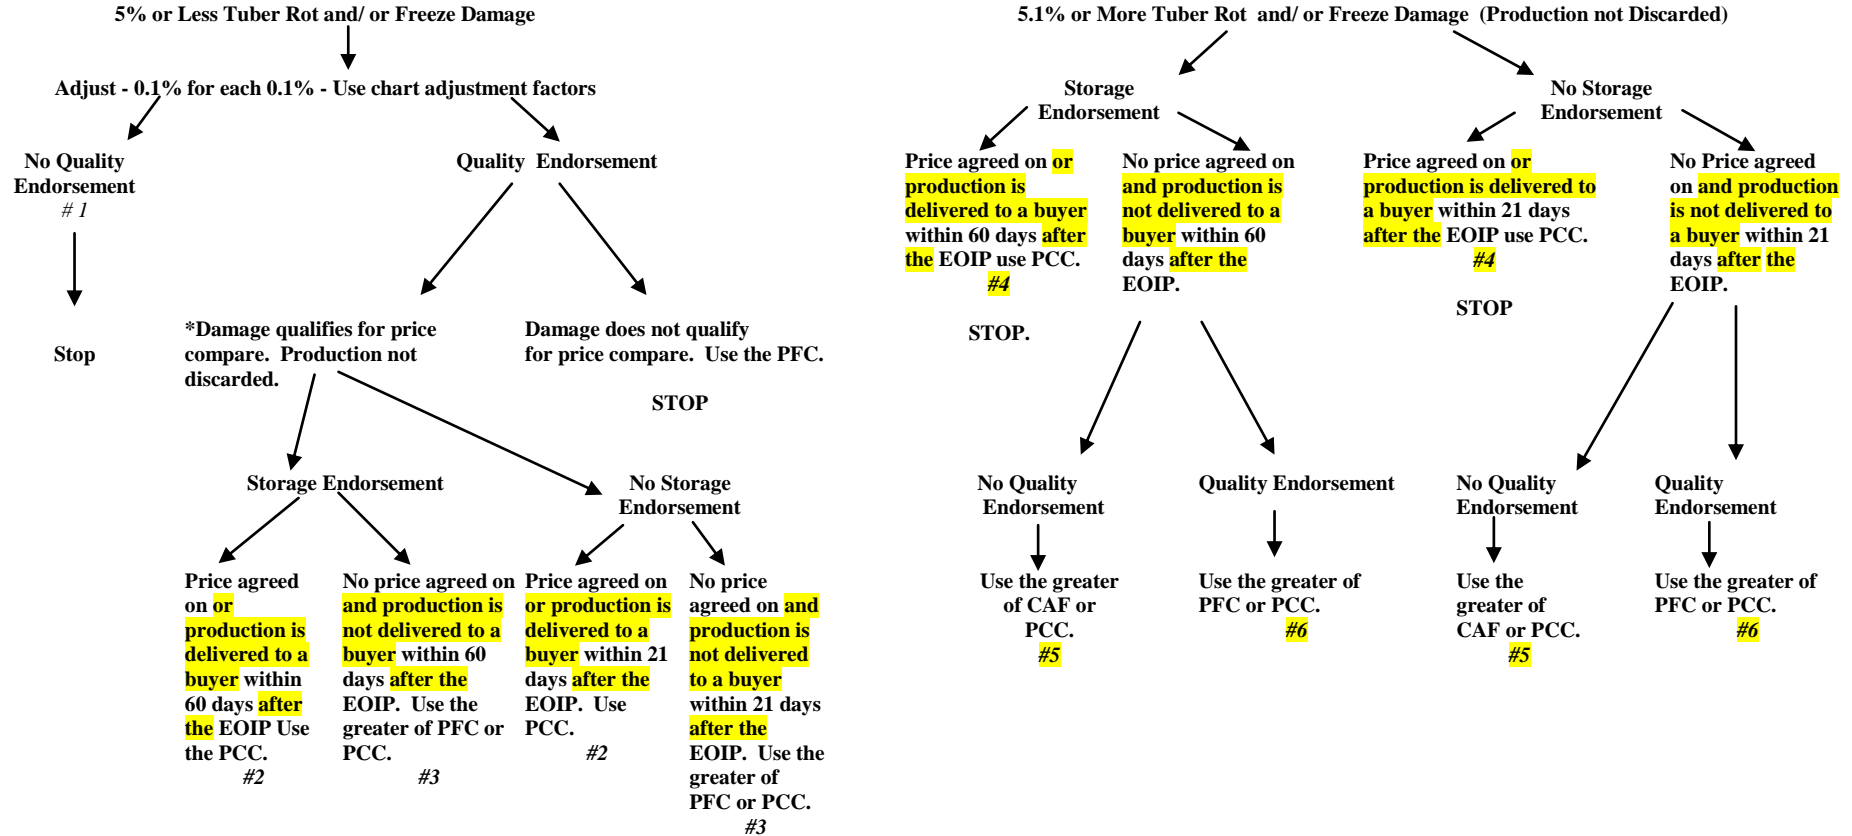 5% or Less Tuber Rot and/ or Freeze Damage
Adjust - 0.1% for each 0.1% - Use chart adjustment factors
No Quality
Endorsement
# 1
Stop
Quality Endorsement
*Damage qualifies for price
compare. Production not
discarded.
Damage does not qualify
for price compare. Use the PFC.
STOP
Storage Endorsement
No Storage
Endorsement
Price agreed
on or
production is
delivered to a
buyer within
60 days after
the EOIP Use
the PCC.
#2
No price agreed on
and production is
not delivered to a
buyer within 60
days after the
EOIP. Use the
greater of PFC or
PCC.
#3
Price agreed on
or production is
delivered to a
buyer within 21
days after the
EOIP. Use
PCC.
#2
No price
agreed on and
production is
not delivered
to a buyer
within 21 days
after the
EOIP. Use the
greater of
PFC or PCC.
#3
5.1% or More Tuber Rot and/ or Freeze Damage (Production not Discarded)
Storage
Endorsement
No Storage
Endorsement
Price agreed on or
production is
delivered to a buyer
within 60 days after
the EOIP use PCC.
#4
STOP.
No price agreed on
and production is
not delivered to a
buyer within 60
days after the
EOIP.
Price agreed on or
production is delivered to
a buyer within 21 days
after the EOIP use PCC.
#4
STOP
No Price agreed
on and production
is not delivered to
a buyer within 21
days after the
EOIP.
No Quality
Endorsement
Use the greater
of CAF or
PCC.
#5
Quality Endorsement
Use the greater of
PFC or PCC.
#6
No Quality
Endorsement
Use the
greater of
CAF or PCC.
#5
Quality
Endorsement
Use the greater of
PFC or PCC.
#6